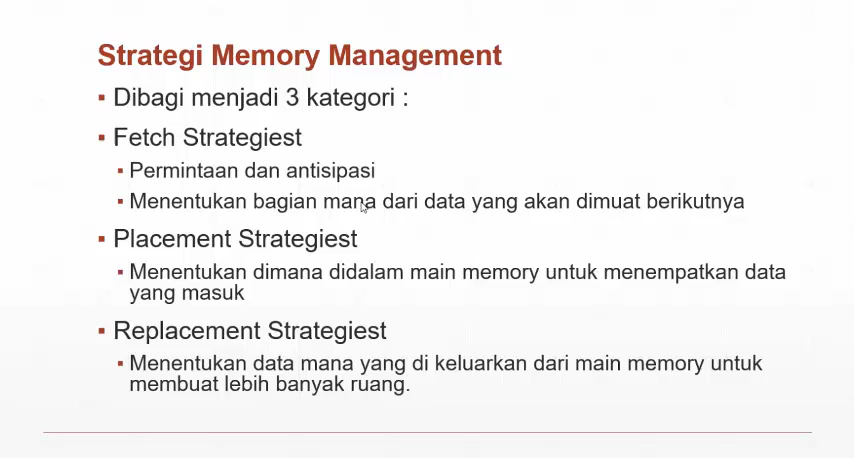 Strategi Memory Management
▪ Dibagi menjadi 3 kategori :
▪ Fetch Strategiest
▪ Permintaan dan antisipasi
▪ Menentukan bagian mana dari data yang akan dimuat berikutnya
▪ Placement Strategiest
▪ Menentukan dimana didalam main memory untuk menempatkan data
yang masuk
▪ Replacement Strategiest
▪ Menentukan data mana yang di keluarkan dari main memory untuk
membuat lebih banyak ruang.